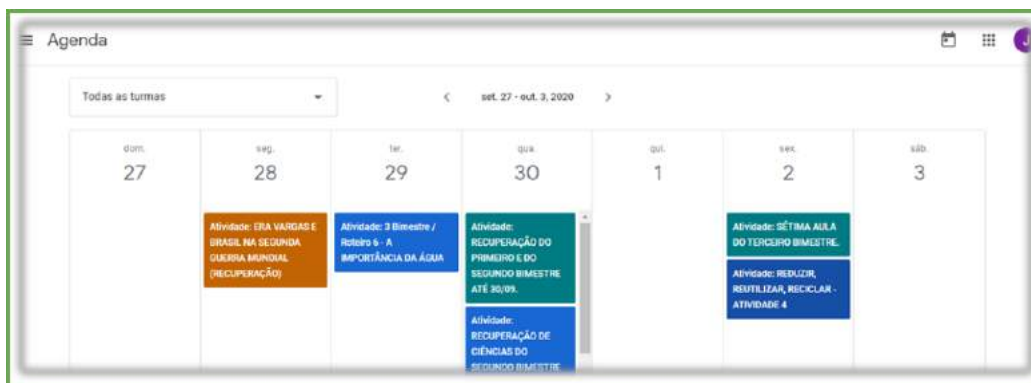 Agenda
J
Todas as turmas
set. 27 - out. 3, 2020
dom.
27
seg.
28
ter.
29
qua.
30
qui.
1
sex.
2
sáb.
3
Atividade: ERA VARGAS E
BRASIL NA SEGUNDA
GUERRA MUNDIAL
(RECUPERAÇÃO)
Atividade: 3 Bimestre /
Roteiro 6 - A
IMPORTÂNCIA DA ÁGUA
Atividade:
RECUPERAÇÃO DO
PRIMEIRO E DO
SEGUNDO BIMESTRE
ATÉ 30/09.
Atividade:
RECUPERAÇÃO DE
CIÊNCIAS DO
SEGUNDO BIMESTRE
Atividade: SÉTIMA AULA
DO TERCEIRO BIMESTRE.
Atividade: REDUZIR,
REUTILIZAR, RECICLAR -
ATIVIDADE 4